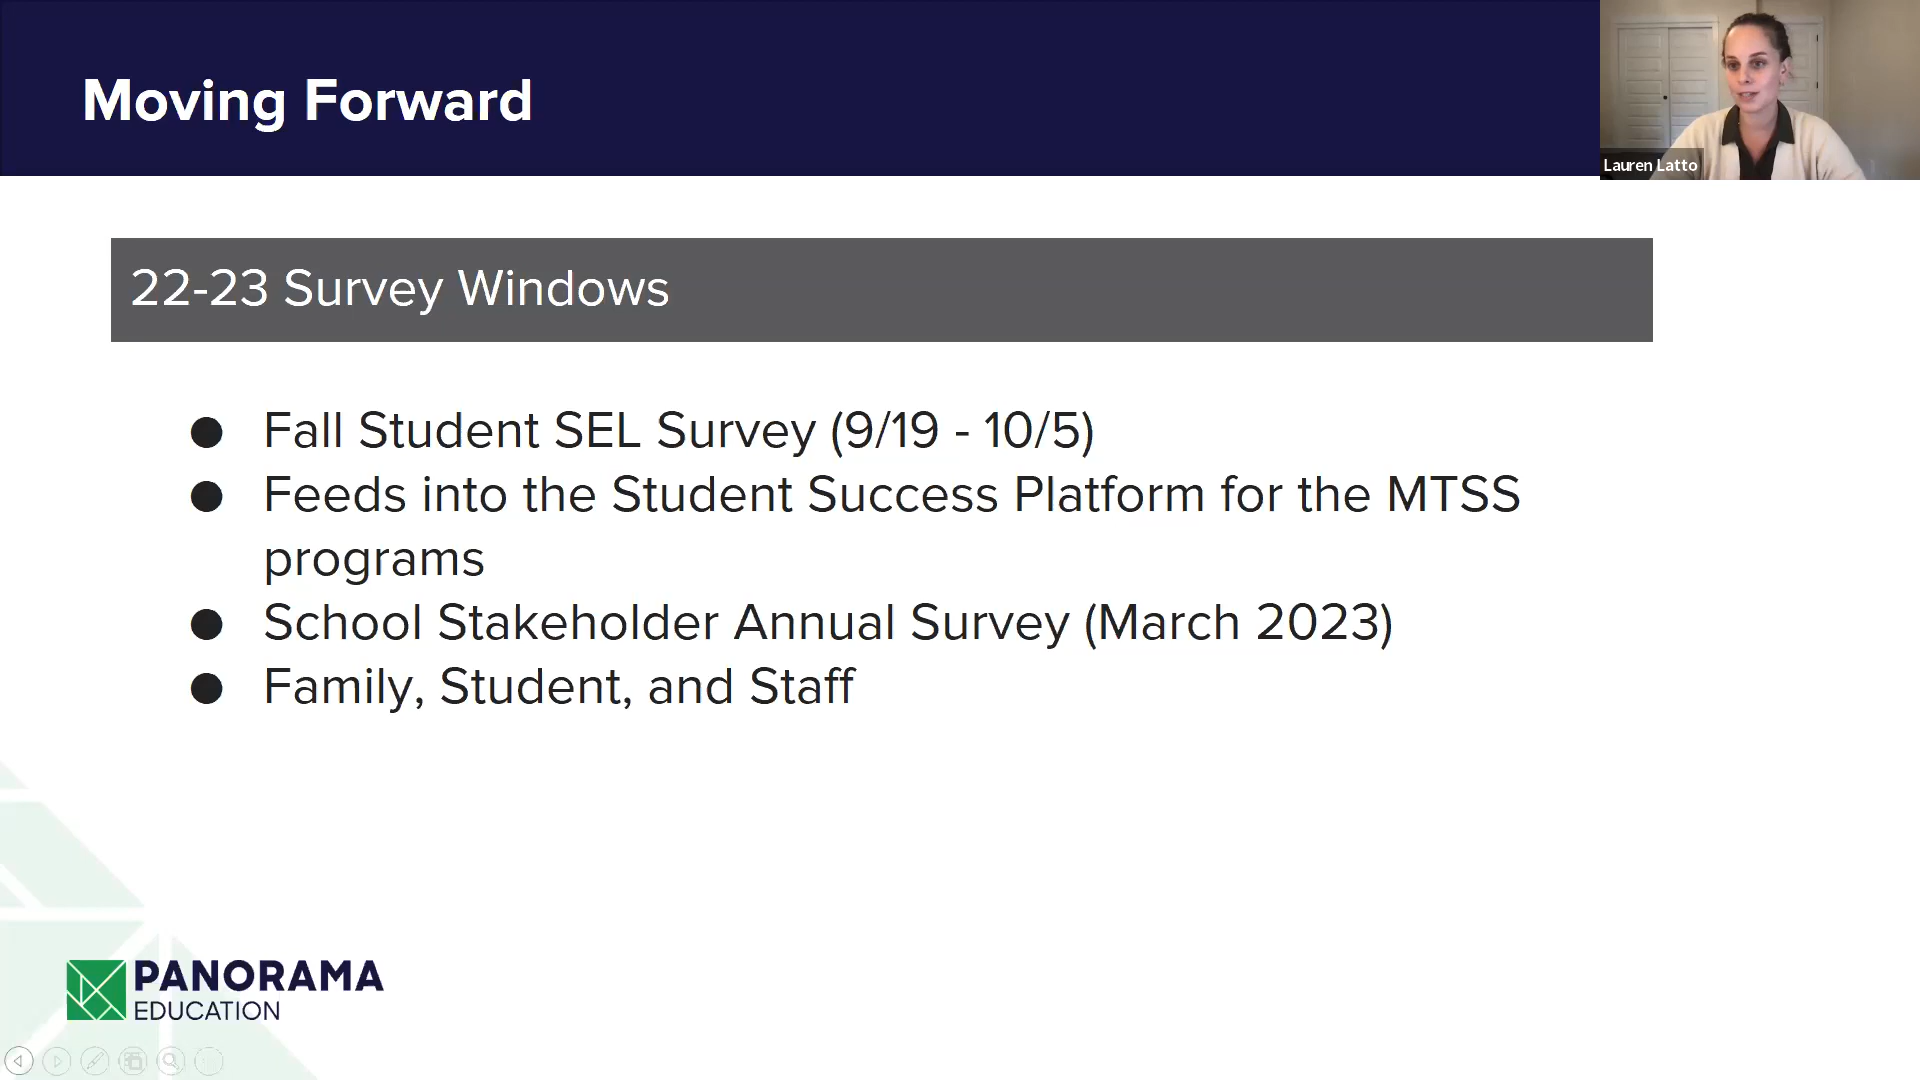 Moving Forward
Lauren Latto
22-23 Survey Windows
● Fall Student SEL Survey (9/19 - 10/5)
● Feeds into the Student Success Platform for the MTSS
programs
● School Stakeholder Annual Survey (March 2023)
● Family, Student, and Staff
PANORAMA
EDUCATION